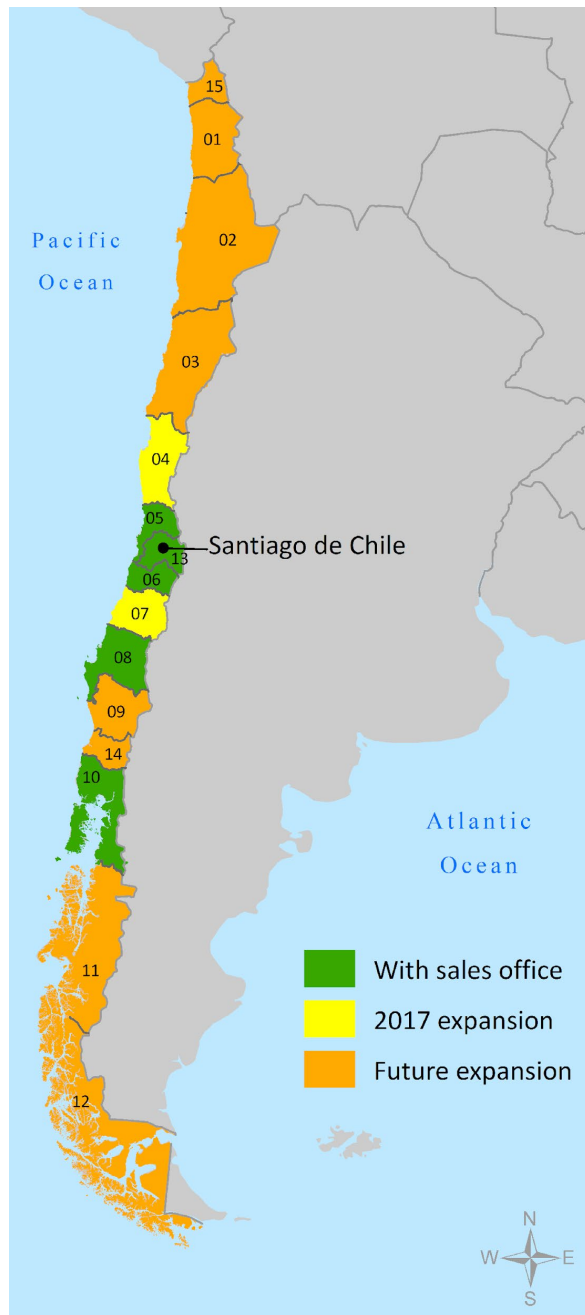 15
01
Pacific
Ocean
02
03
04
05
Santiago de Chile
13
06
07
08
09
14
10
Atlantic
Ocean
With sales office
11
2017 expansion
Future expansion
12
N
W E
S